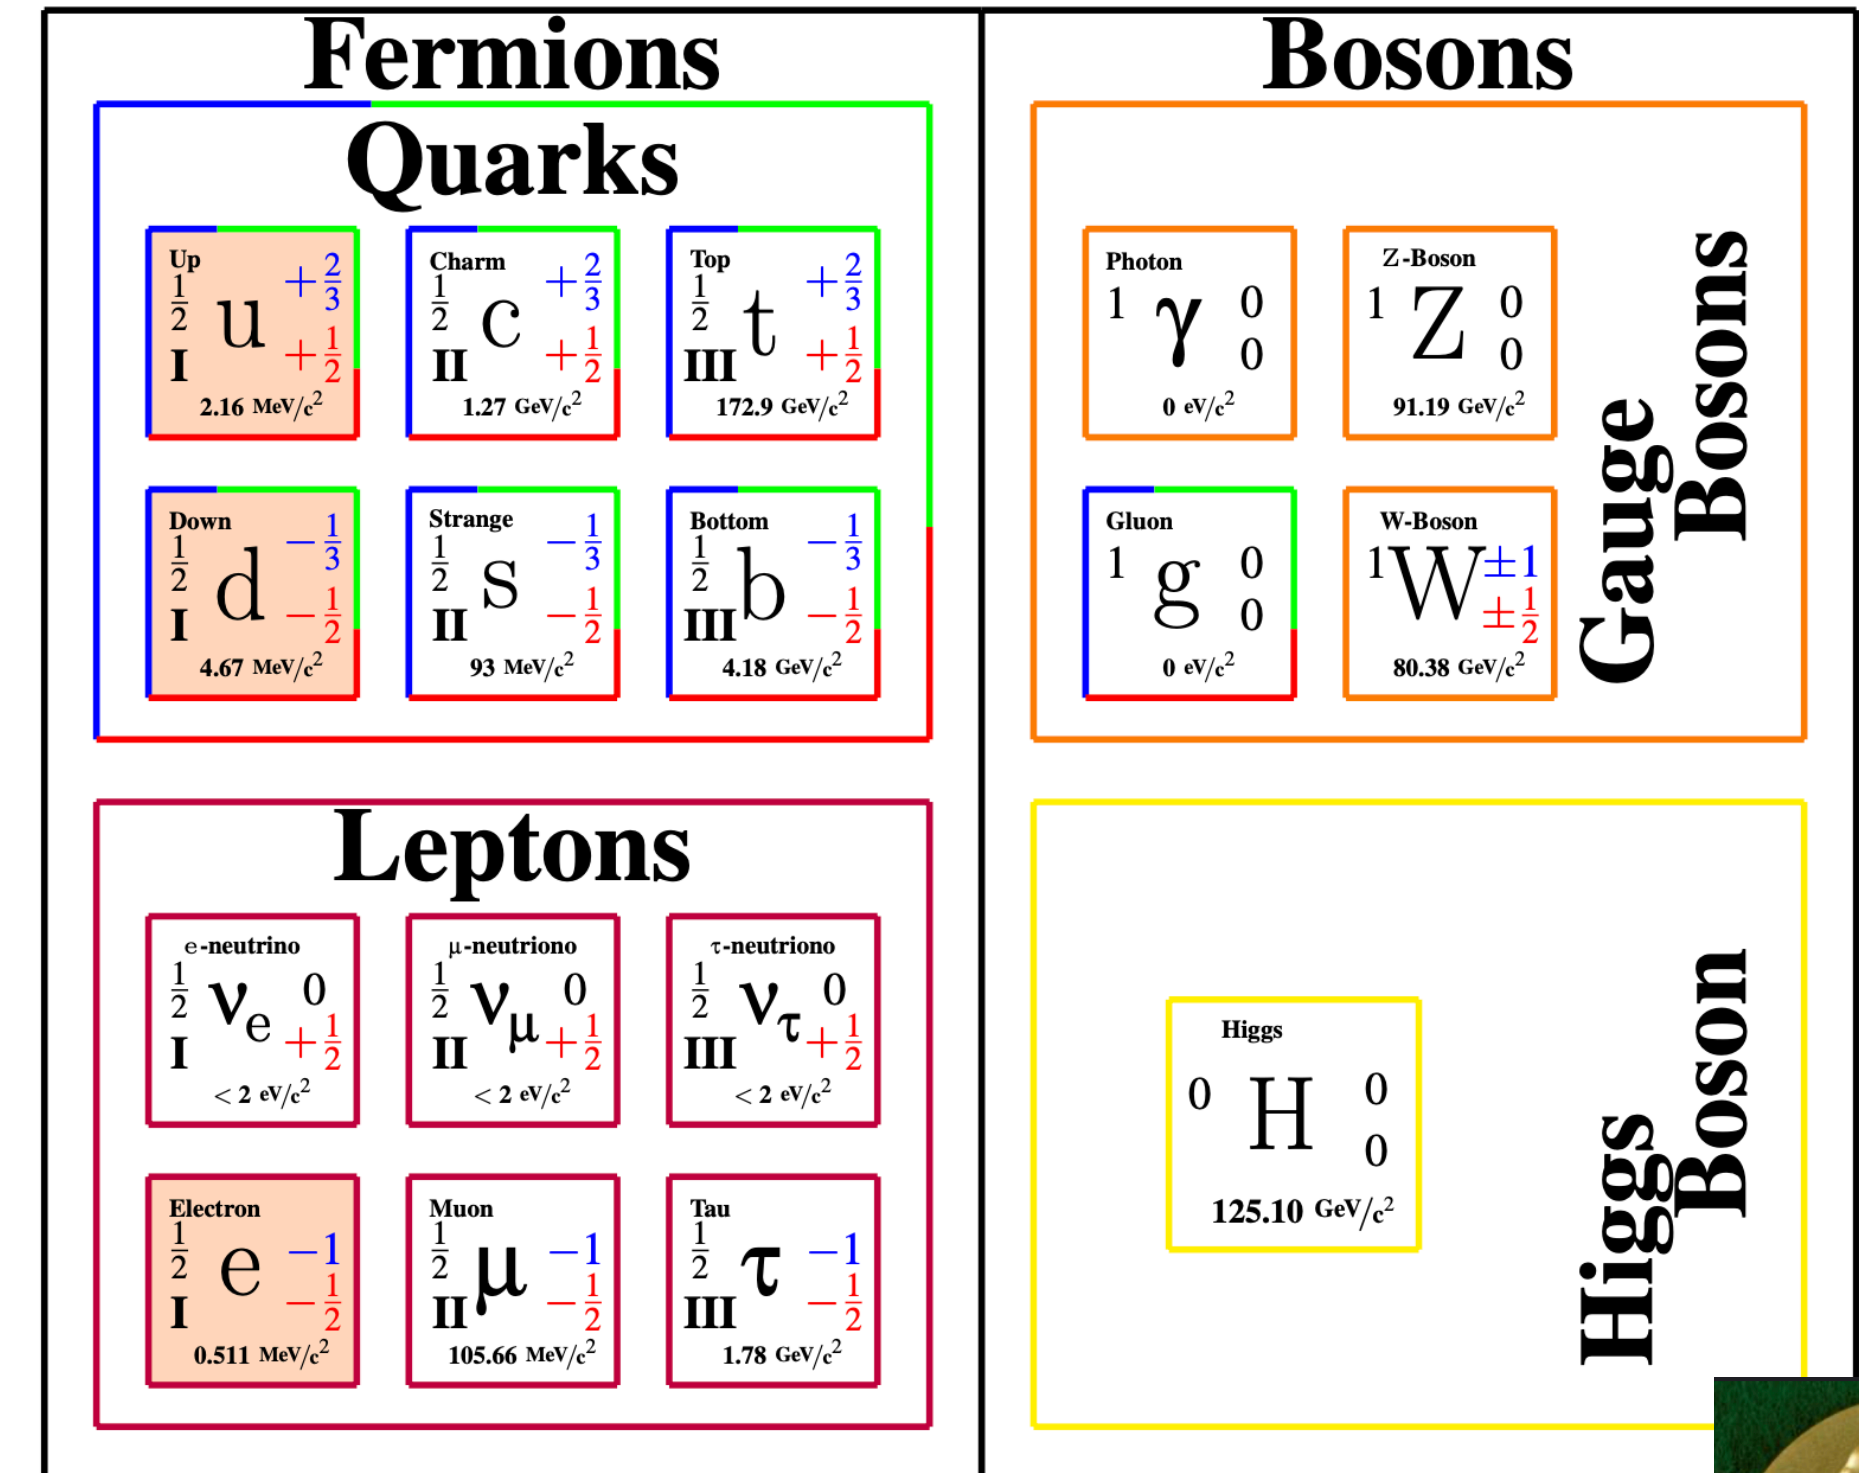 Fermions
Quarks
Up
1/2 u +2/3
I +1/2
2.16 MeV/c²
Charm
1/2 c +2/3
II +1/2
1.27 GeV/c²
Top
1/2 t +2/3
III +1/2
172.9 GeV/c²
Down
1/2 d −1/3
I −1/2
4.67 MeV/c²
Strange
1/2 s −1/3
II −1/2
93 MeV/c²
Bottom
1/2 b −1/3
III −1/2
4.18 GeV/c²
Leptons
e-neutrino
1/2 νe 0
I +1/2
< 2 eV/c²
μ-neutriono
1/2 νμ 0
II +1/2
< 2 eV/c²
τ-neutriono
1/2 ντ 0
III +1/2
< 2 eV/c²
Electron
1/2 e −1
I −1/2
0.511 MeV/c²
Muon
1/2 μ −1
II −1/2
105.66 MeV/c²
Tau
1/2 τ −1
III −1/2
1.78 GeV/c²
Bosons
Photon
1 γ 0
0
0 eV/c²
Z-Boson
1 Z 0
0
91.19 GeV/c²
Gluon
1 g 0
0
0 eV/c²
W-Boson
1 W ±1
±1/2
80.38 GeV/c²
Gauge
Bosons
Higgs
0 H 0
0
125.10 GeV/c²
Higgs
Boson